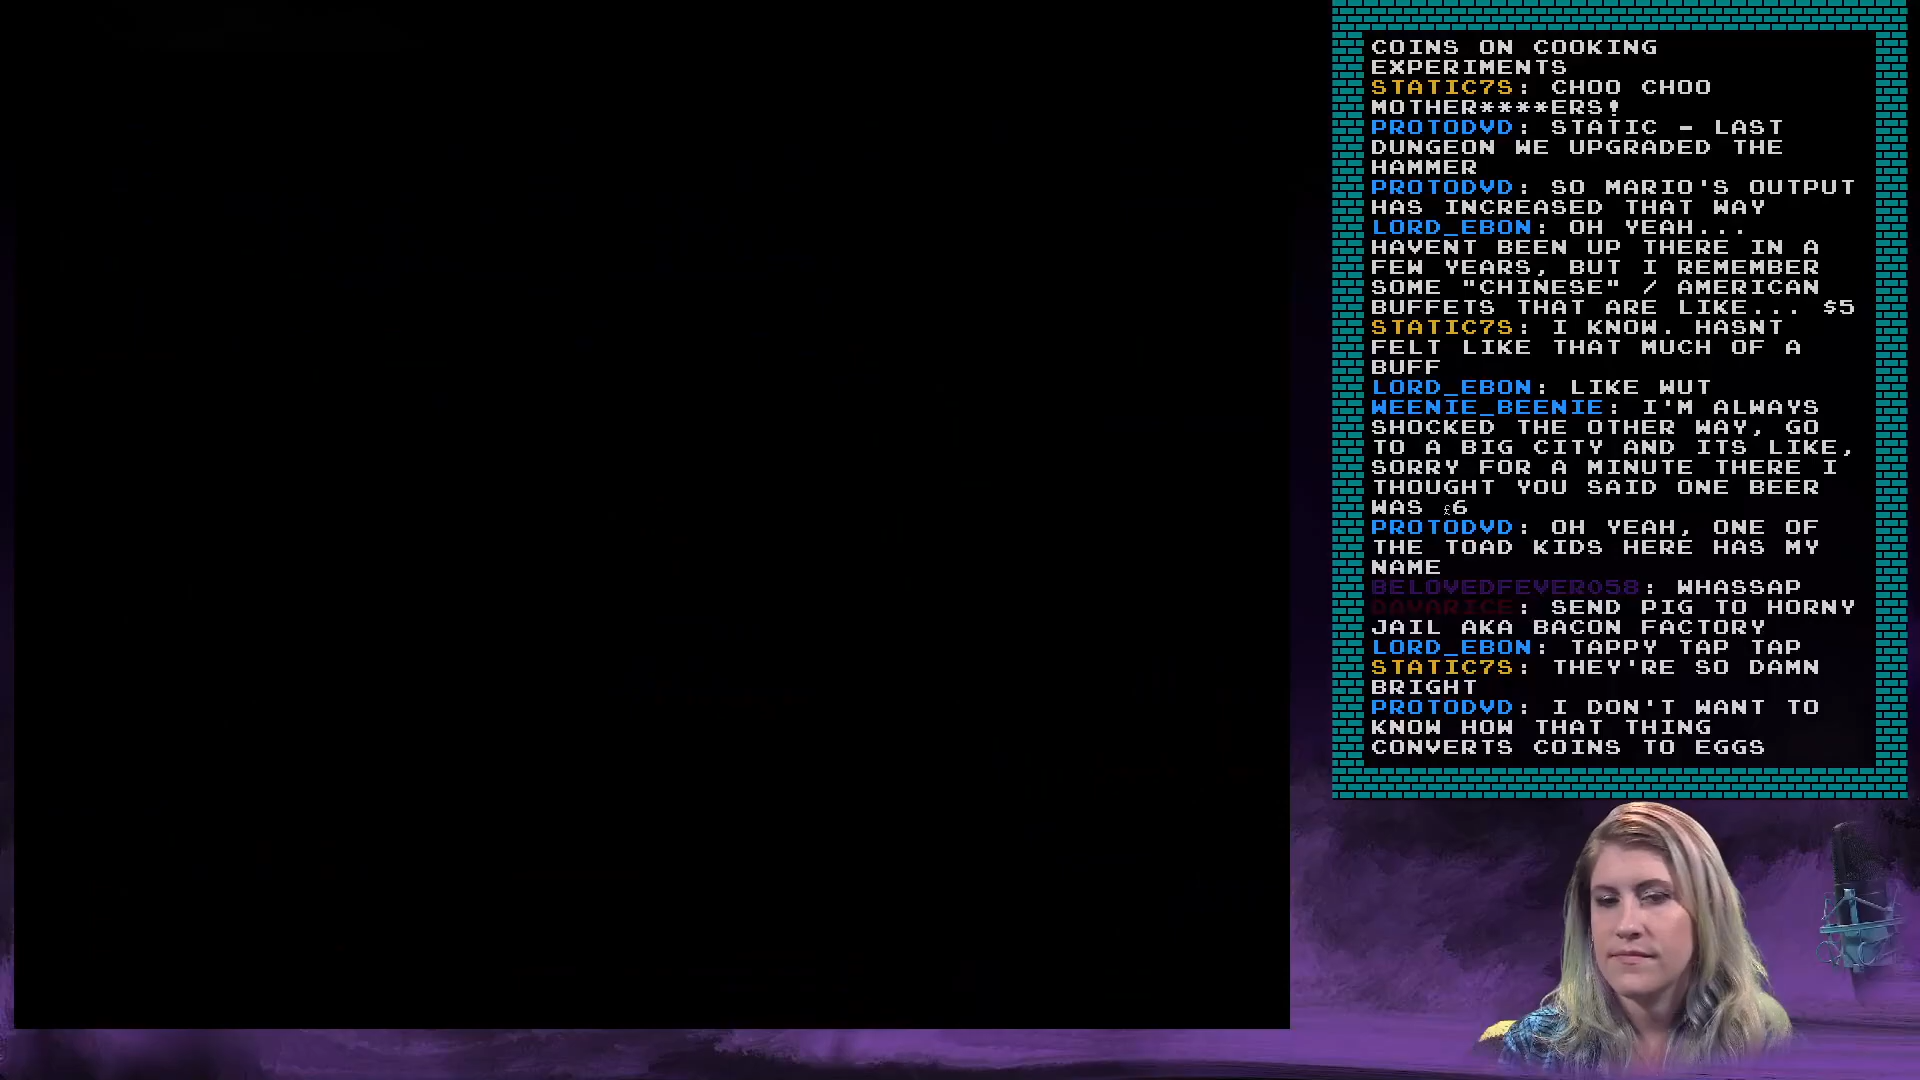 COINS ON COOKING
EXPERIMENTS
STATIC7S: CHOO CHOO
MOTHER****ERS!
PROTODVD: STATIC - LAST
DUNGEON WE UPGRADED THE
HAMMER
PROTODVD: SO MARIO'S OUTPUT
HAS INCREASED THAT WAY
LORD_EBON: OH YEAH...
HAVENT BEEN UP THERE IN A
FEW YEARS, BUT I REMEMBER
SOME "CHINESE" / AMERICAN
BUFFETS THAT ARE LIKE... $5
STATIC7S: I KNOW. HASNT
FELT LIKE THAT MUCH OF A
BUFF
LORD_EBON: LIKE WUT
WEENIE_BEENIE: I'M ALWAYS
SHOCKED THE OTHER WAY, GO
TO A BIG CITY AND ITS LIKE,
SORRY FOR A MINUTE THERE I
THOUGHT YOU SAID ONE BEER
WAS £6
PROTODVD: OH YEAH, ONE OF
THE TOAD KIDS HERE HAS MY
NAME
BELOVEDFEVER058: WHASSAP
DAVARICE: SEND PIG TO HORNY
JAIL AKA BACON FACTORY
LORD_EBON: TAPPY TAP TAP
STATIC7S: THEY'RE SO DAMN
BRIGHT
PROTODVD: I DON'T WANT TO
KNOW HOW THAT THING
CONVERTS COINS TO EGGS